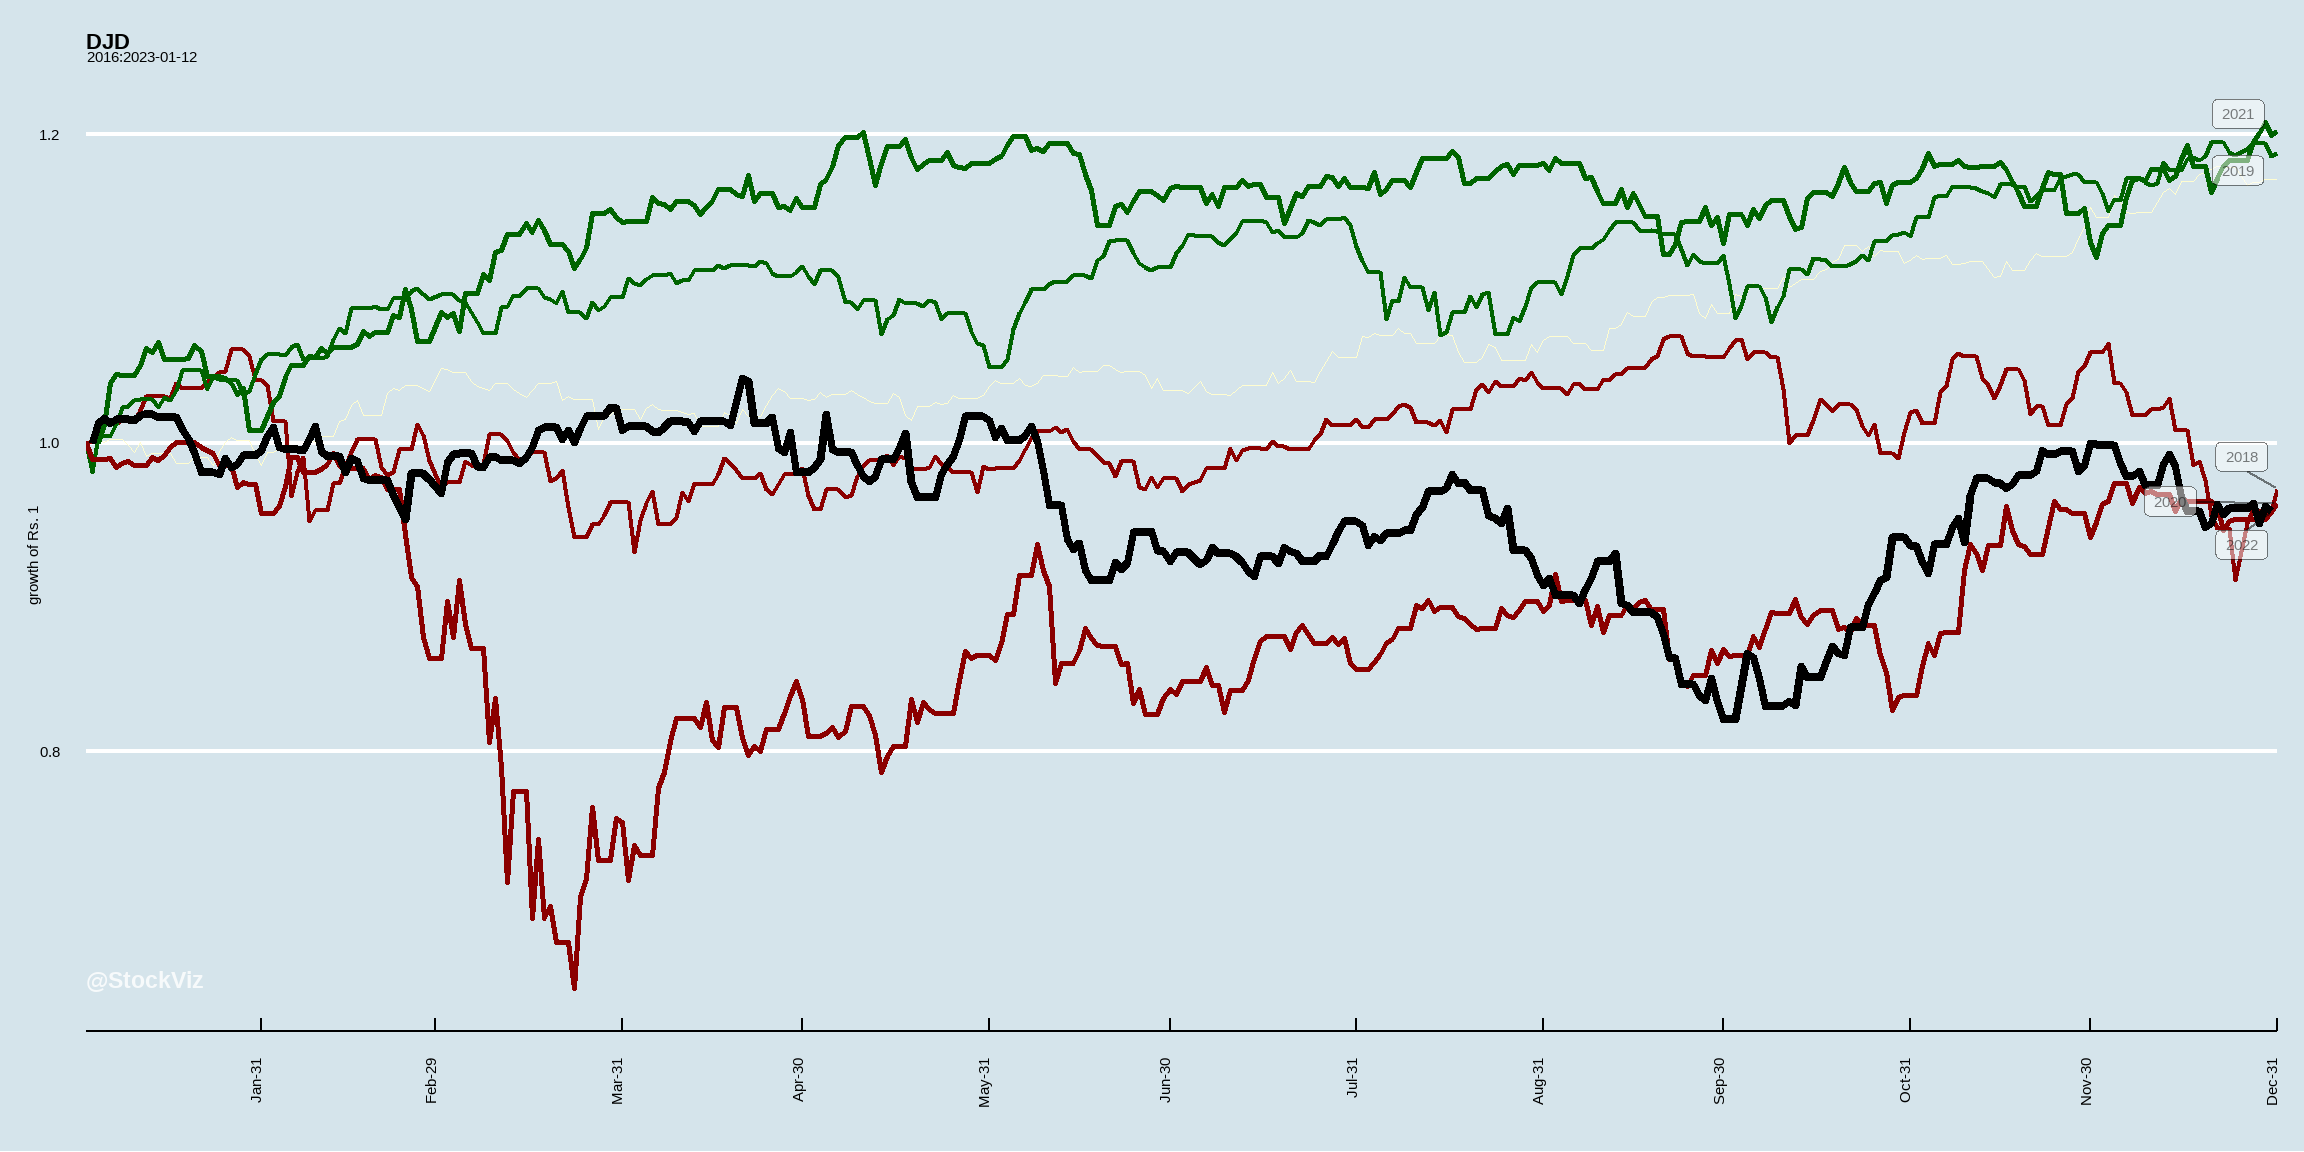 DJD
2016:2023-01-12
1.2
1.0
0.8
growth of Rs. 1
2021
2019
2018
2020
2022
@StockViz
Jan-31
Feb-29
Mar-31
Apr-30
May-31
Jun-30
Jul-31
Aug-31
Sep-30
Oct-31
Nov-30
Dec-31